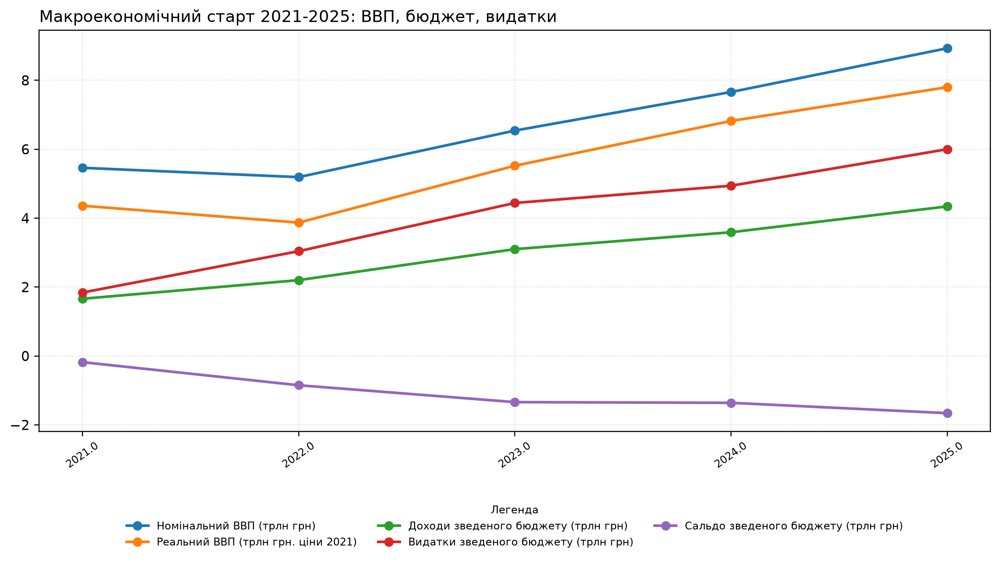 Макроекономічний старт 2021-2025: ВВП, бюджет, видатки
8
6
4
2
0
−2
2021.0
2022.0
2023.0
2024.0
2025.0
Легенда
Номінальний ВВП (трлн грн)
Реальний ВВП (трлн грн. ціни 2021)
Доходи зведеного бюджету (трлн грн)
Видатки зведеного бюджету (трлн грн)
Сальдо зведеного бюджету (трлн грн)